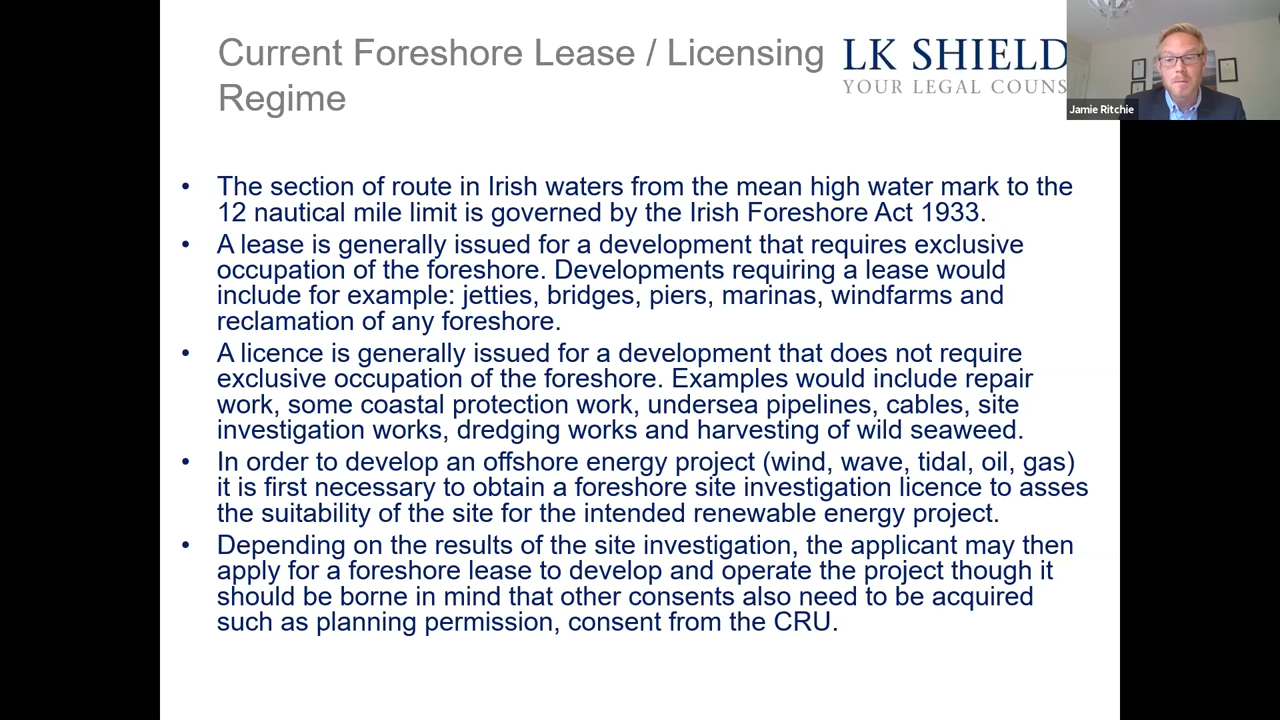 Current Foreshore Lease / Licensing
Regime
LK SHIELD
YOUR LEGAL COUNS
Jamie Ritchie
• The section of route in Irish waters from the mean high water mark to the
12 nautical mile limit is governed by the Irish Foreshore Act 1933.
• A lease is generally issued for a development that requires exclusive
occupation of the foreshore. Developments requiring a lease would
include for example: jetties, bridges, piers, marinas, windfarms and
reclamation of any foreshore.
• A licence is generally issued for a development that does not require
exclusive occupation of the foreshore. Examples would include repair
work, some coastal protection work, undersea pipelines, cables, site
investigation works, dredging works and harvesting of wild seaweed.
• In order to develop an offshore energy project (wind, wave, tidal, oil, gas)
it is first necessary to obtain a foreshore site investigation licence to asses
the suitability of the site for the intended renewable energy project.
• Depending on the results of the site investigation, the applicant may then
apply for a foreshore lease to develop and operate the project though it
should be borne in mind that other consents also need to be acquired
such as planning permission, consent from the CRU.